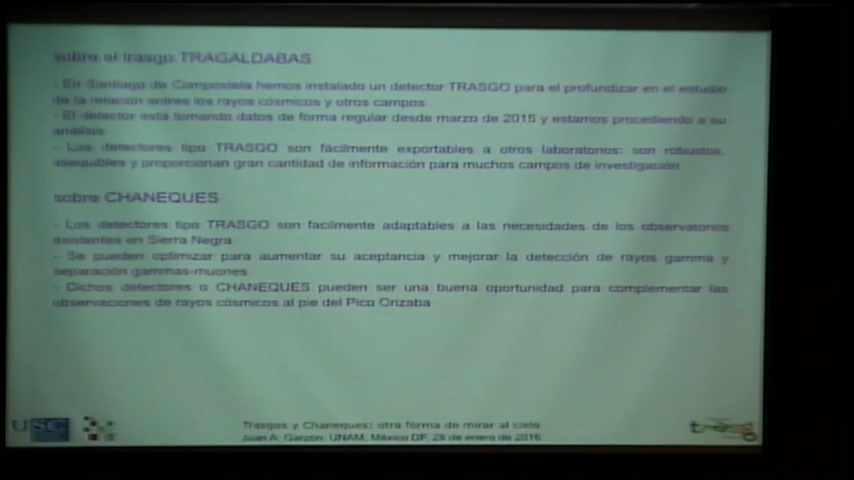 sobre el trasgo TRAGALDABAS
- En Santiago de Compostela hemos instalado un detector TRASGO para el profundizar en el estudio
de la relación entre los rayos cósmicos y otros campos.
- El detector está tomando datos de forma regular desde marzo de 2015 y estamos procediendo a su
análisis.
- Los detectores tipo TRASGO son fácilmente exportables a otros laboratorios: son robustos,
asequibles y proporcionan gran cantidad de información para muchos campos de investigación.
sobre CHANEQUES
- Los detectores tipo TRASGO son facilmente adaptables a las necesidades de los observatorios
existentes en Sierra Negra.
- Se pueden optimizar para aumentar su aceptancia y mejorar la detección de rayos gamma y
separación gammas-muones.
- Dichos detectores o CHANEQUES pueden ser una buena oportunidad para complementar las
observaciones de rayos cósmicos al pie del Pico Orizaba.
USC
Trasgos y Chaneques: otra forma de mirar al cielo.
Juan A. Garzón. UNAM, México DF, 28 de enero de 2016